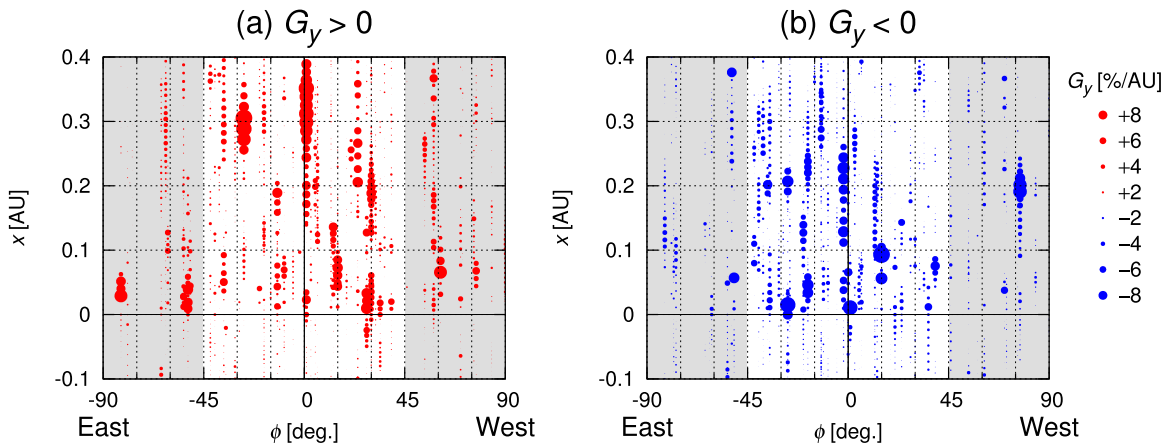 (a) G_y > 0
(b) G_y < 0
0.4
0.3
0.2
0.1
0
-0.1
x [AU]
-90
-45
0
45
90
East
ϕ [deg.]
West
0.4
0.3
0.2
0.1
0
-0.1
x [AU]
-90
-45
0
45
90
East
ϕ [deg.]
West
G_y [%/AU]
+8
+6
+4
+2
−2
−4
−6
−8